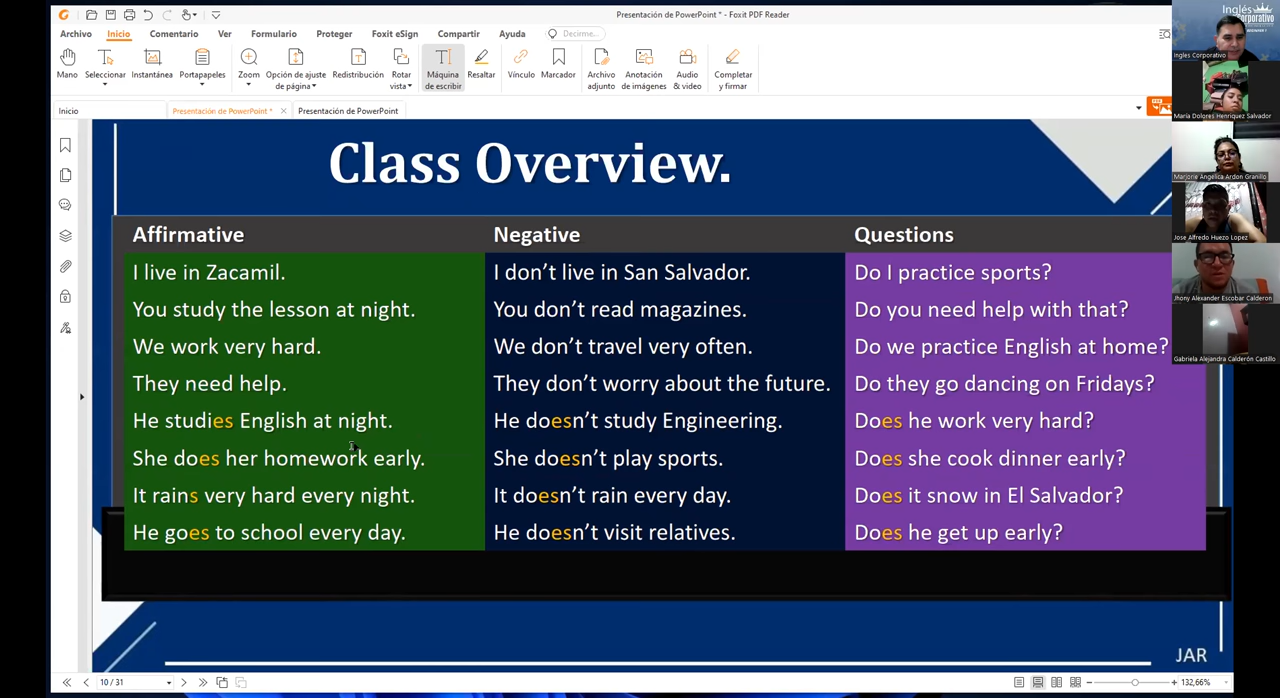 Presentación de PowerPoint * - Foxit PDF Reader
Archivo Inicio Comentario Ver Formulario Proteger Foxit eSign Compartir Ayuda Decirme...
Mano Seleccionar Instantánea Portapapeles Zoom Opción de ajuste de página Redistribución Rotar vista Máquina de escribir Resaltar Vínculo Marcador Archivo adjunto Anotación de imágenes Audio & video Completar y firmar
Inicio Presentación de PowerPoint * Presentación de PowerPoint
Inglés Corporativo
Ingles Corporativo
María Dolores Henriquez Salvador
Marjorie Angélica Ardon Granillo
Jose Alfredo Huezo Lopez
Jhony Alexander Escobar Calderon
Gabriela Alejandra Calderón Castillo
Class Overview.
Affirmative Negative Questions
I live in Zacamil. I don't live in San Salvador. Do I practice sports?
You study the lesson at night. You don't read magazines. Do you need help with that?
We work very hard. We don't travel very often. Do we practice English at home?
They need help. They don't worry about the future. Do they go dancing on Fridays?
He studies English at night. He doesn't study Engineering. Does he work very hard?
She does her homework early. She doesn't play sports. Does she cook dinner early?
It rains very hard every night. It doesn't rain every day. Does it snow in El Salvador?
He goes to school every day. He doesn't visit relatives. Does he get up early?
JAR
10 / 31 132,66%